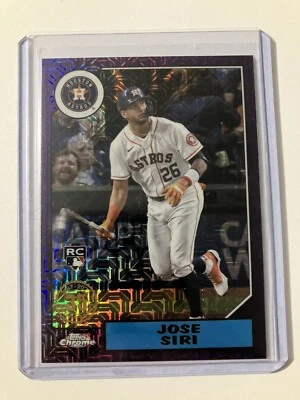 HOUSTON
ASTROS
ASTROS
26
RC
Topps
Chrome
JOSE
SIRI